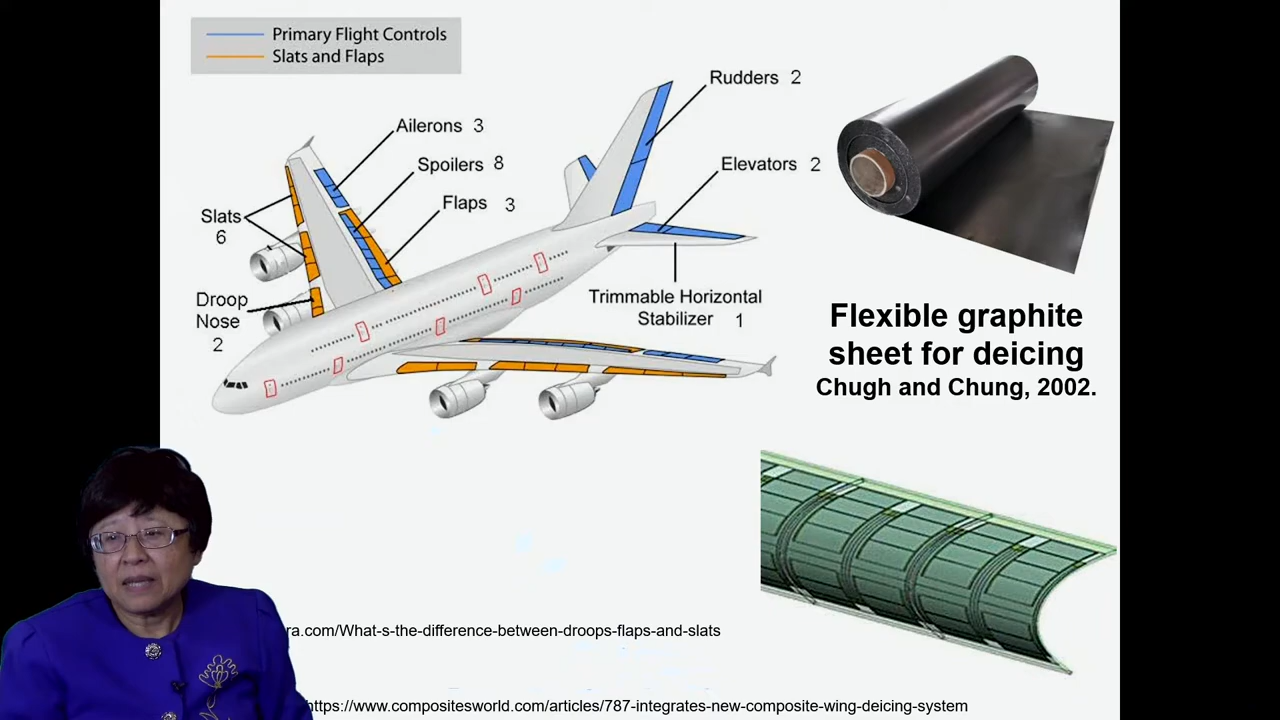 Primary Flight Controls
Slats and Flaps
Rudders 2
Ailerons 3
Spoilers 8
Elevators 2
Flaps 3
Slats
6
Droop
Nose
2
Trimmable Horizontal
Stabilizer 1
Flexible graphite
sheet for deicing
Chugh and Chung, 2002.
ra.com/What-s-the-difference-between-droops-flaps-and-slats
https://www.compositesworld.com/articles/787-integrates-new-composite-wing-deicing-system